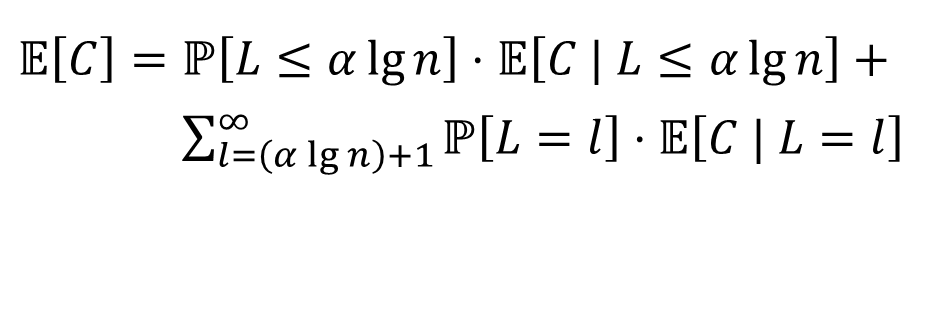 𝔼[C] = ℙ[L ≤ α lg n] · 𝔼[C | L ≤ α lg n] +
∑_{l=(α lg n)+1}^{∞} ℙ[L = l] · 𝔼[C | L = l]